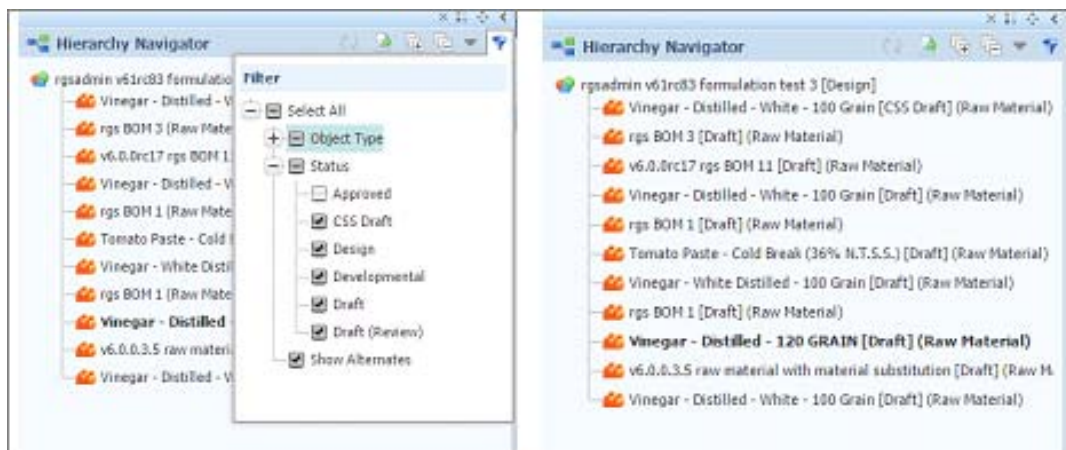 Hierarchy Navigator
rgsadmin v61rc83 formulatio
Vinegar - Distilled - V
rgs BOM 3 (Raw Mate
v6.0.0rc17 rgs BOM 1
Vinegar - Distilled - V
rgs BOM 1 (Raw Mate
Tomato Paste - Cold
Vinegar - White Distil
rgs BOM 1 (Raw Mate
Vinegar - Distilled -
v6.0.0.3.5 raw materi
Vinegar - Distilled - V
Filter
Select All
Object Type
Status
Approved
CSS Draft
Design
Developmental
Draft
Draft (Review)
Show Alternates
Hierarchy Navigator
rgsadmin v61rc83 formulation test 3 [Design]
Vinegar - Distilled - White - 100 Grain [CSS Draft] (Raw Material)
rgs BOM 3 [Draft] (Raw Material)
v6.0.0rc17 rgs BOM 11 [Draft] (Raw Material)
Vinegar - Distilled - White - 100 Grain [Draft] (Raw Material)
rgs BOM 1 [Draft] (Raw Material)
Tomato Paste - Cold Break (36% N.T.S.S.) [Draft] (Raw Material)
Vinegar - White Distilled - 100 Grain [Draft] (Raw Material)
rgs BOM 1 [Draft] (Raw Material)
Vinegar - Distilled - 120 GRAIN [Draft] (Raw Material)
v6.0.0.3.5 raw material with material substitution [Draft] (Raw M
Vinegar - Distilled - White - 100 Grain [Draft] (Raw Material)